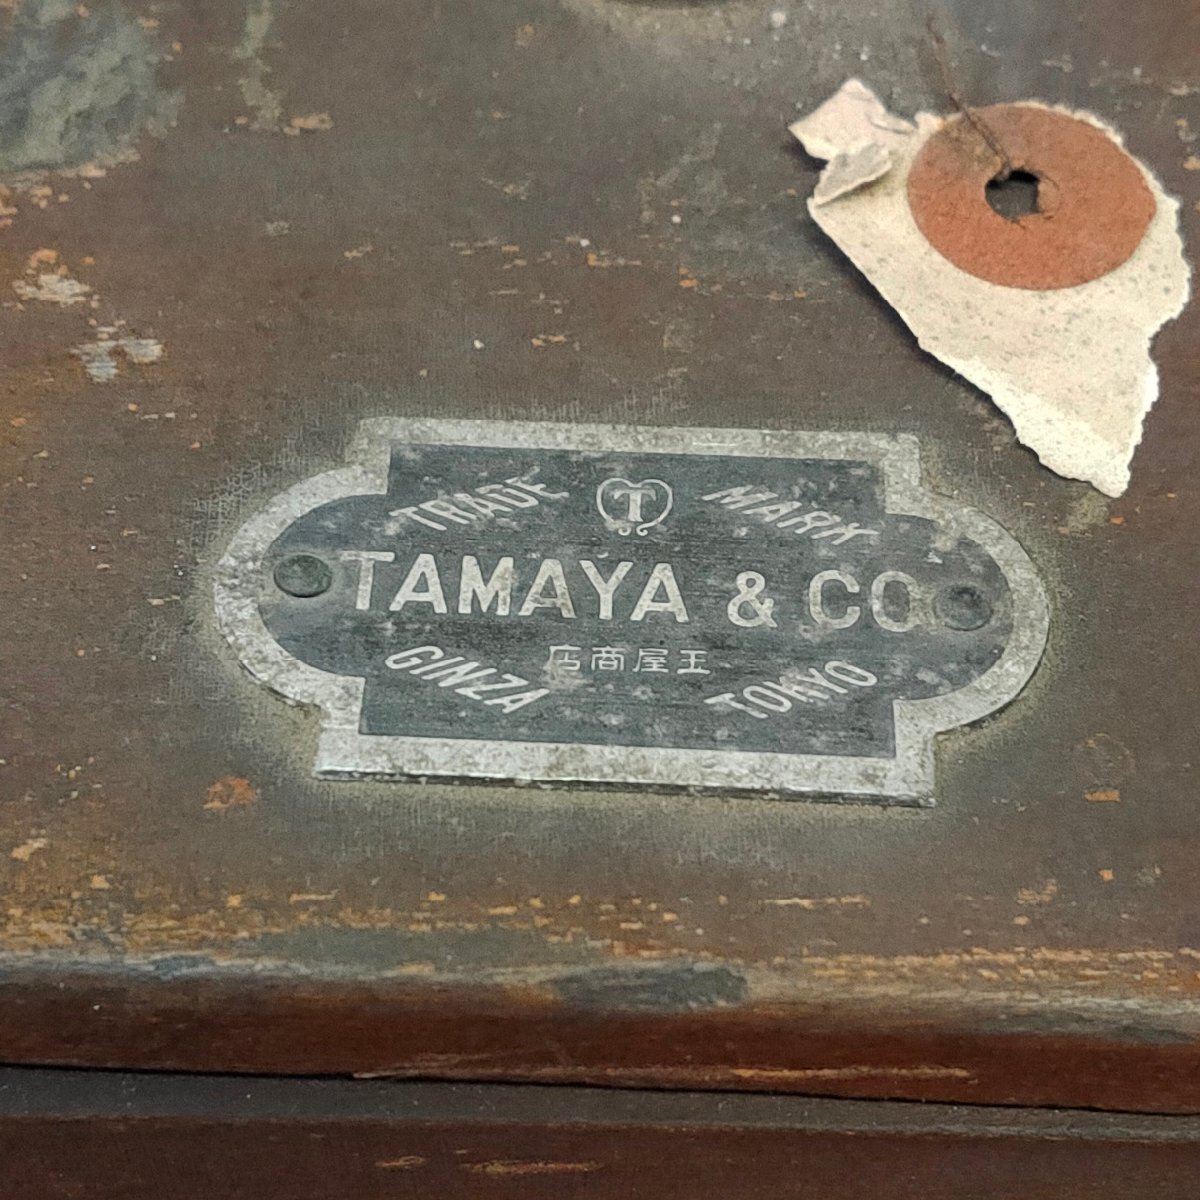 TRADE T MARK
TAMAYA & CO
店商屋玉
GINZA TOKYO